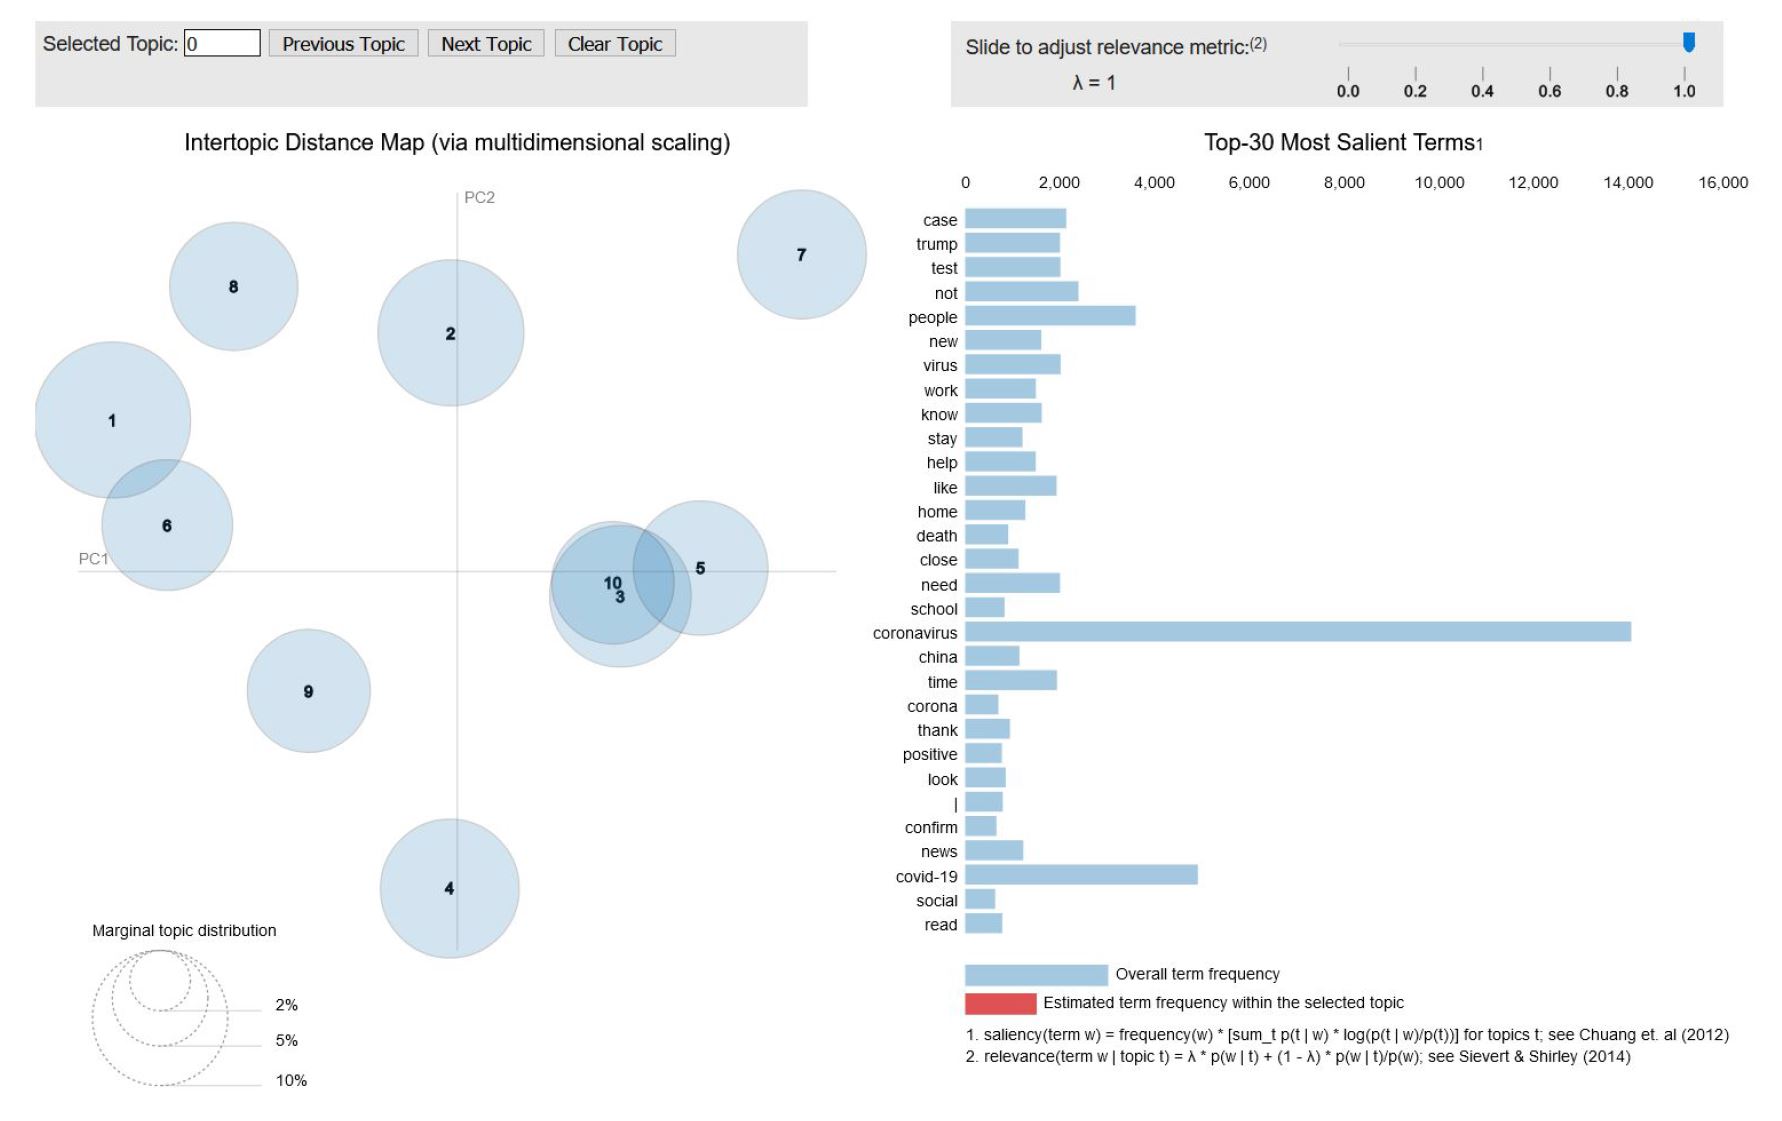 Selected Topic: 0 Previous Topic Next Topic Clear Topic
Slide to adjust relevance metric:(2)
λ = 1
0.0 0.2 0.4 0.6 0.8 1.0
Intertopic Distance Map (via multidimensional scaling)
PC2
PC1
7
8
2
1
6
5
10
3
9
4
Marginal topic distribution
2%
5%
10%
Top-30 Most Salient Terms1
0 2,000 4,000 6,000 8,000 10,000 12,000 14,000 16,000
case
trump
test
not
people
new
virus
work
know
stay
help
like
home
death
close
need
school
coronavirus
china
time
corona
thank
positive
look
|
confirm
news
covid-19
social
read
Overall term frequency
Estimated term frequency within the selected topic
1. saliency(term w) = frequency(w) * [sum_t p(t | w) * log(p(t | w)/p(t))] for topics t; see Chuang et. al (2012)
2. relevance(term w | topic t) = λ * p(w | t) + (1 - λ) * p(w | t)/p(w); see Sievert & Shirley (2014)